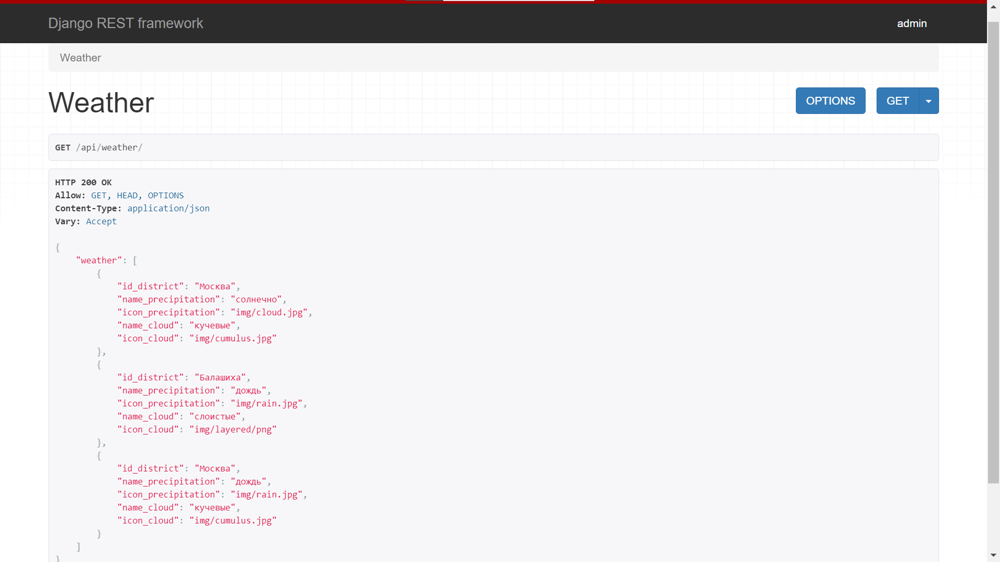 Django REST framework
admin
Weather
Weather
OPTIONS
GET
GET /api/weather/
HTTP 200 OK
Allow: GET, HEAD, OPTIONS
Content-Type: application/json
Vary: Accept
{
"weather": [
{
"id_district": "Москва",
"name_precipitation": "солнечно",
"icon_precipitation": "img/cloud.jpg",
"name_cloud": "кучевые",
"icon_cloud": "img/cumulus.jpg"
},
{
"id_district": "Балашиха",
"name_precipitation": "дождь",
"icon_precipitation": "img/rain.jpg",
"name_cloud": "слоистые",
"icon_cloud": "img/layered/png"
},
{
"id_district": "Москва",
"name_precipitation": "дождь",
"icon_precipitation": "img/rain.jpg",
"name_cloud": "кучевые",
"icon_cloud": "img/cumulus.jpg"
}
]
}